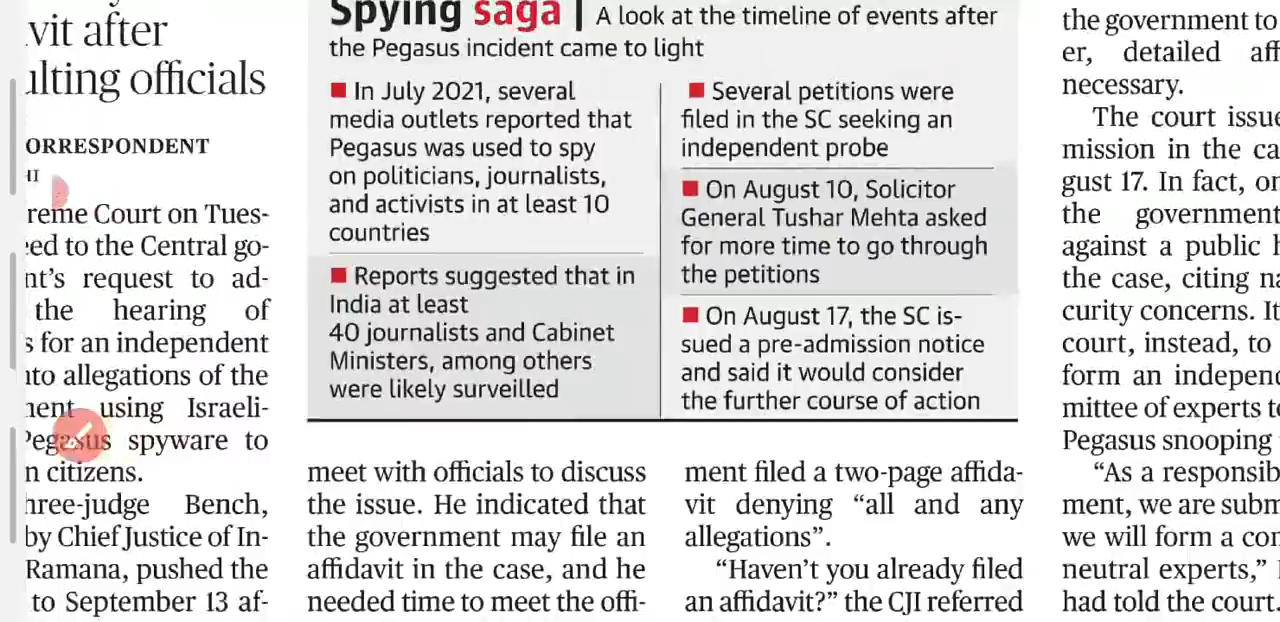 vit after
ulting officials
ORRESPONDENT
HI
reme Court on Tues-
ed to the Central go-
nt's request to ad-
the hearing of
s for an independent
nto allegations of the
ment using Israeli-
Pegasus spyware to
n citizens.
hree-judge Bench,
by Chief Justice of In-
Ramana, pushed the
to September 13 af-
Spying saga | A look at the timeline of events after
the Pegasus incident came to light
■ In July 2021, several
media outlets reported that
Pegasus was used to spy
on politicians, journalists,
and activists in at least 10
countries
■ Reports suggested that in
India at least
40 journalists and Cabinet
Ministers, among others
were likely surveilled
■ Several petitions were
filed in the SC seeking an
independent probe
■ On August 10, Solicitor
General Tushar Mehta asked
for more time to go through
the petitions
■ On August 17, the SC is-
sued a pre-admission notice
and said it would consider
the further course of action
meet with officials to discuss
the issue. He indicated that
the government may file an
affidavit in the case, and he
needed time to meet the offi-
ment filed a two-page affida-
vit denying “all and any
allegations”.
“Haven't you already filed
an affidavit?” the CJI referred
the government to
er, detailed aff
necessary.
The court issue
mission in the ca
gust 17. In fact, on
the government
against a public h
the case, citing na
curity concerns. It
court, instead, to
form an independ
mittee of experts to
Pegasus snooping
“As a responsib
ment, we are subm
we will form a com
neutral experts,”
had told the court.